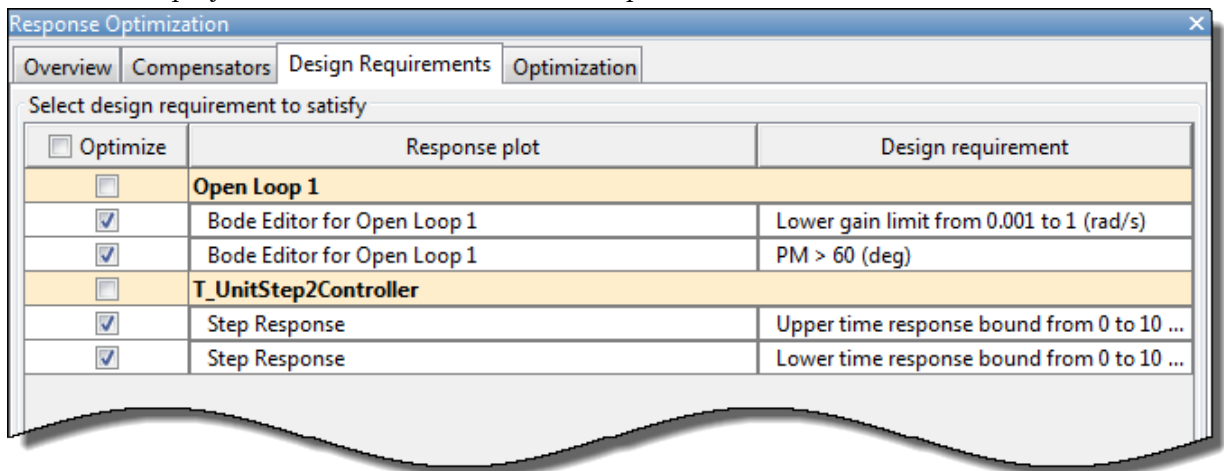 Response Optimization
Overview Compensators Design Requirements Optimization
Select design requirement to satisfy
Optimize Response plot Design requirement
Open Loop 1
Bode Editor for Open Loop 1 Lower gain limit from 0.001 to 1 (rad/s)
Bode Editor for Open Loop 1 PM > 60 (deg)
T_UnitStep2Controller
Step Response Upper time response bound from 0 to 10 ...
Step Response Lower time response bound from 0 to 10 ...